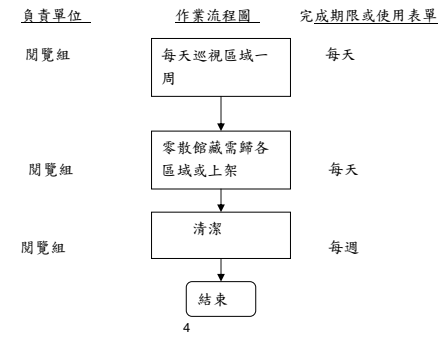 負責單位 作業流程圖 完成期限或使用表單
閱覽組 每天巡視區域一周 每天
閱覽組 零散館藏需歸各區域或上架 每天
閱覽組 清潔 每週
結束
4